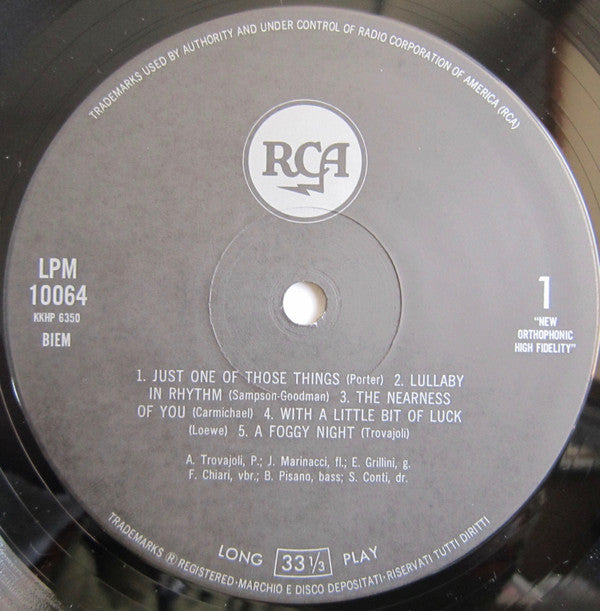 TRADEMARKS USED BY AUTHORITY AND UNDER CONTROL OF RADIO CORPORATION OF AMERICA (RCA)
RCA
LPM
10064
KKHP 6350
BIEM
1
"NEW
ORTHOPHONIC
HIGH FIDELITY"
1. JUST ONE OF THOSE THINGS (Porter) 2. LULLABY
IN RHYTHM (Sampson-Goodman) 3. THE NEARNESS
OF YOU (Carmichael) 4. WITH A LITTLE BIT OF LUCK
(Loewe) 5. A FOGGY NIGHT (Trovajoli)
A. Trovajoli, P.; J. Marinacci, fl.; E. Grillini, g.
F. Chiari, vbr.; B. Pisano, bass; S. Conti, dr.
LONG 33 1/3 PLAY
TRADEMARKS ® REGISTERED-MARCHIO E DISCO DEPOSITATI-RISERVATI TUTTI DIRITTI